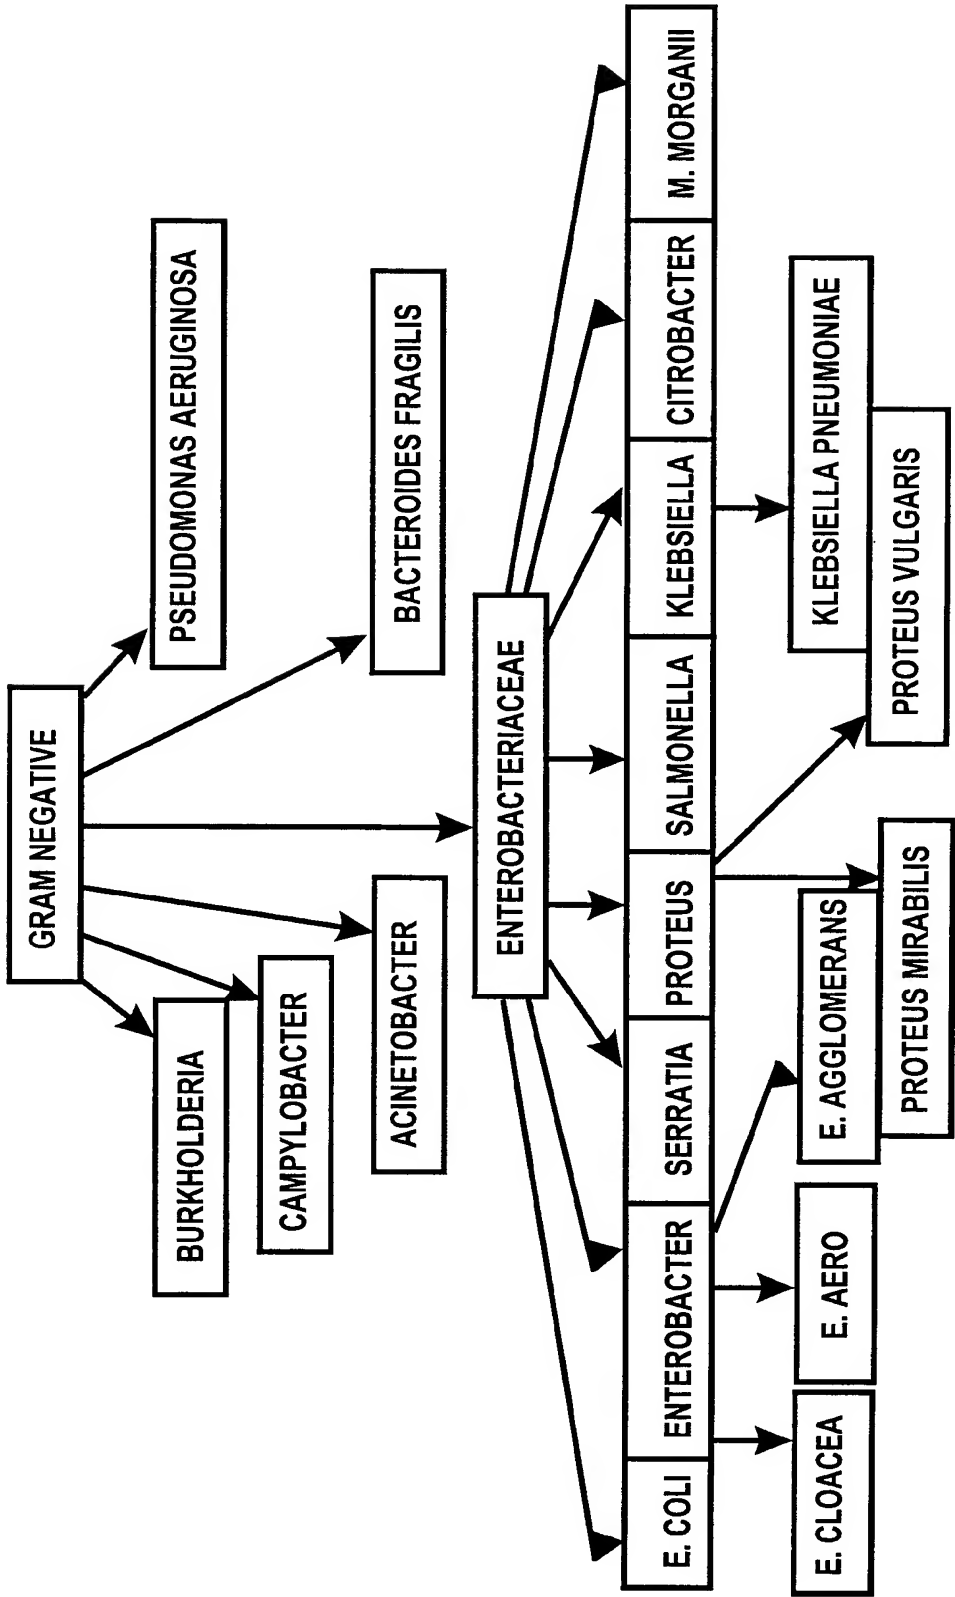 GRAM NEGATIVE
BURKHOLDERIA
PSEUDOMONAS AERUGINOSA
CAMPYLOBACTER
ACINETOBACTER
BACTEROIDES FRAGILIS
ENTEROBACTERIACEAE
E. COLI
ENTEROBACTER
SERRATIA
PROTEUS
SALMONELLA
KLEBSIELLA
CITROBACTER
M. MORGANII
E. CLOACEA
E. AERO
E. AGGLOMERANS
KLEBSIELLA PNEUMONIAE
PROTEUS MIRABILIS
PROTEUS VULGARIS